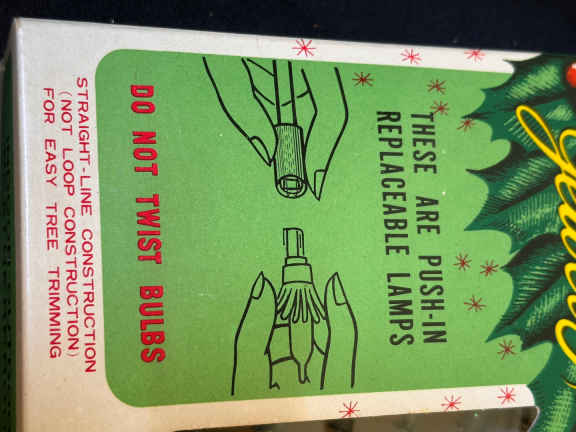 THESE ARE PUSH-IN
REPLACEABLE LAMPS
DO NOT TWIST BULBS
STRAIGHT-LINE CONSTRUCTION
(NOT LOOP CONSTRUCTION)
FOR EASY TREE TRIMMING